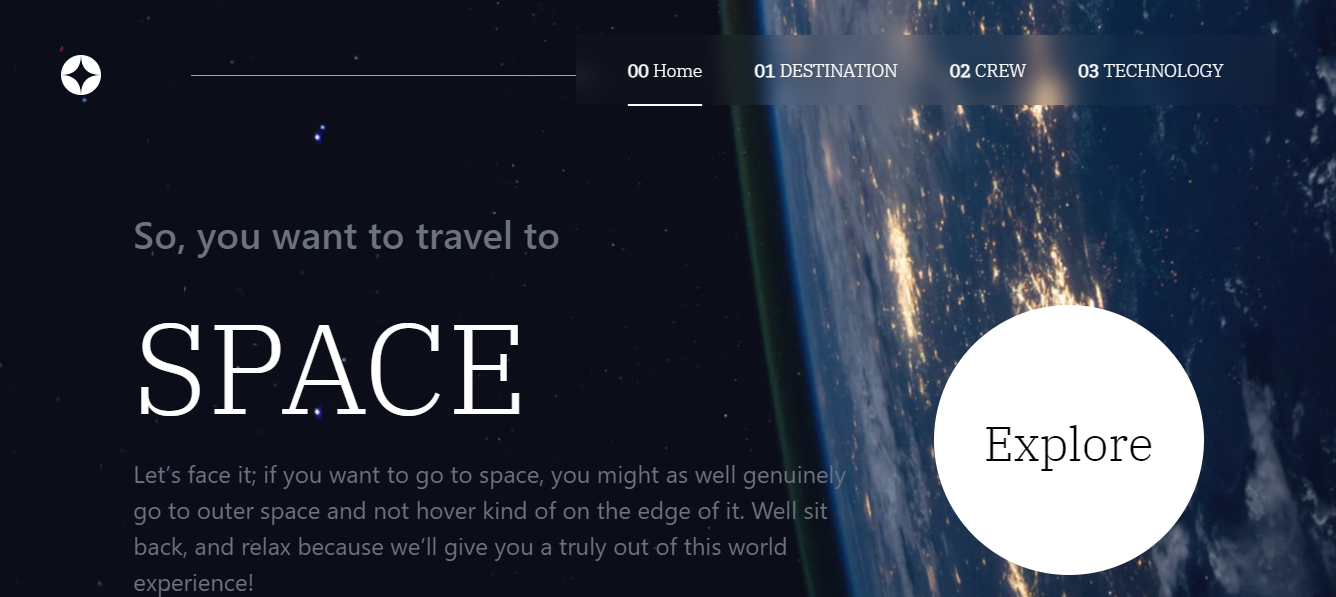 00 Home 01 DESTINATION 02 CREW 03 TECHNOLOGY
So, you want to travel to
SPACE
Let’s face it; if you want to go to space, you might as well genuinely
go to outer space and not hover kind of on the edge of it. Well sit
back, and relax because we’ll give you a truly out of this world
experience!
Explore